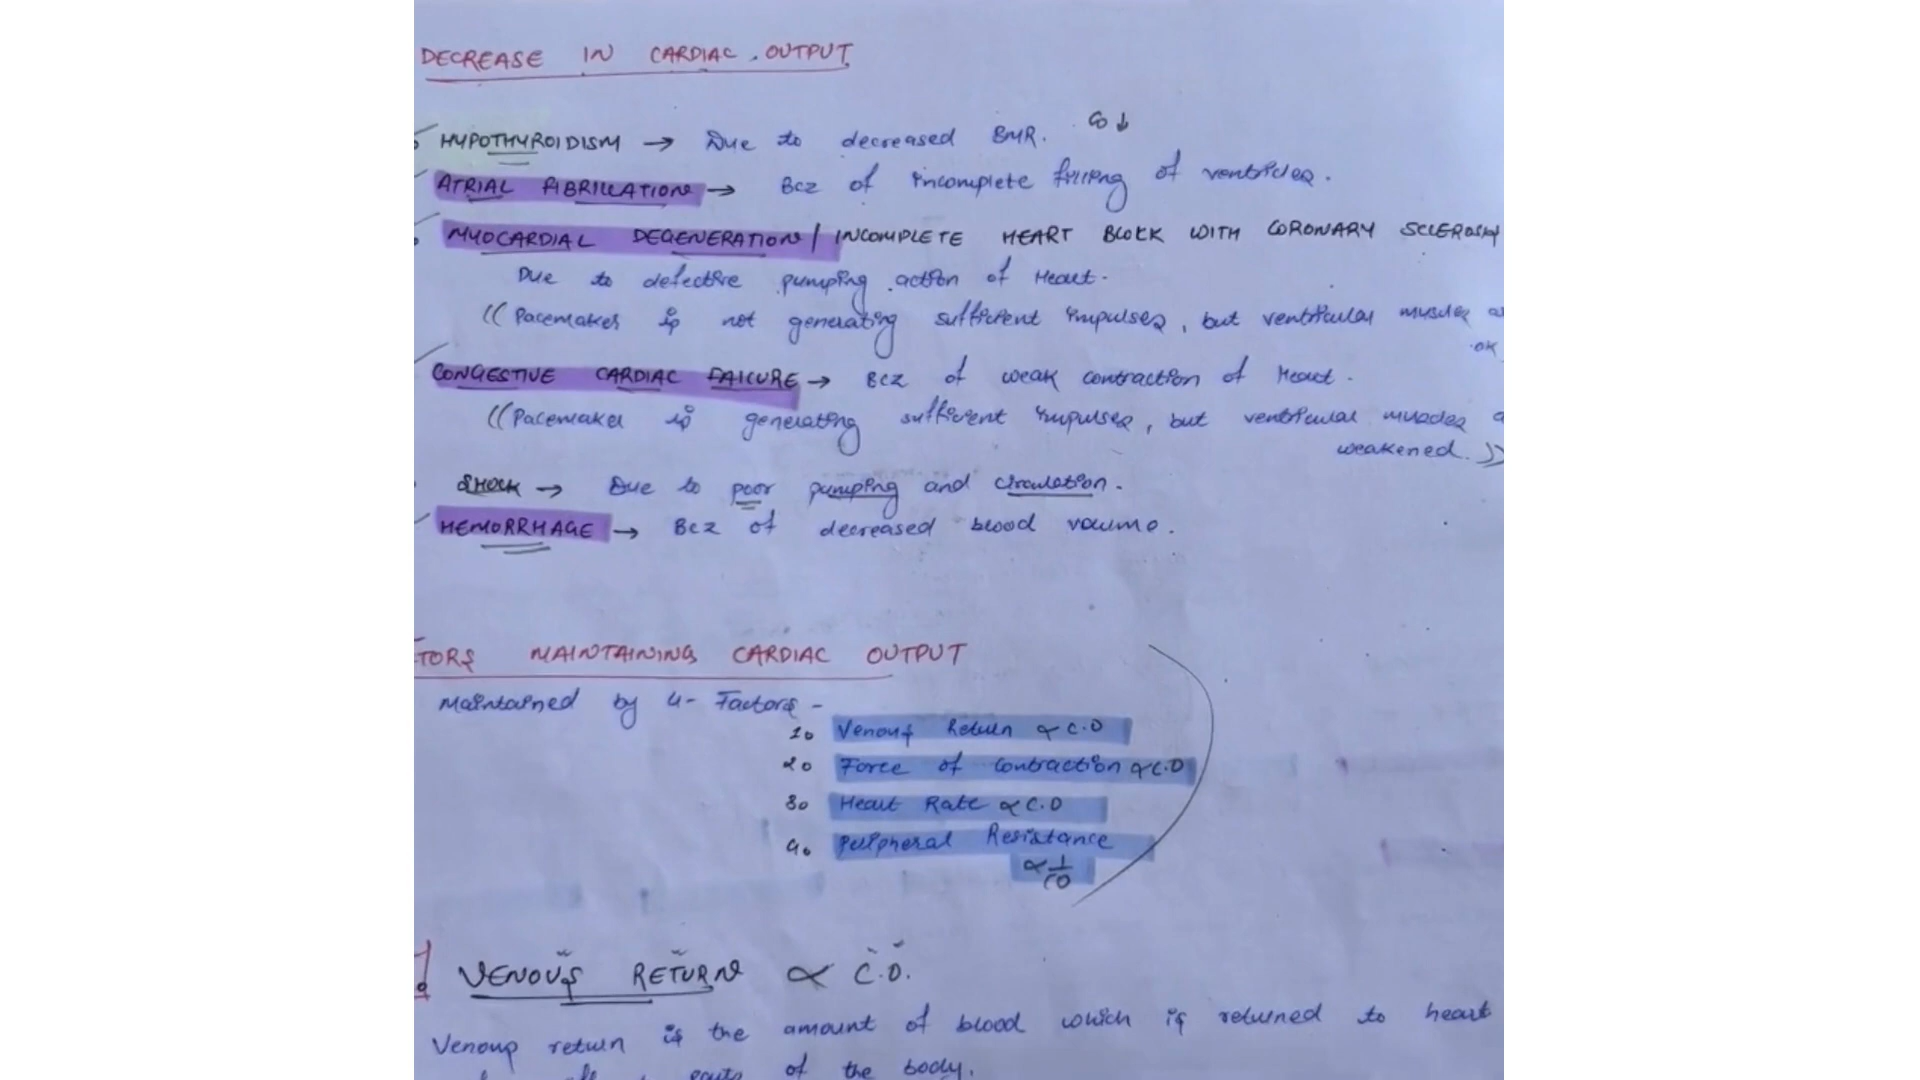 DECREASE IN CARDIAC OUTPUT
HYPOTHYROIDISM → Due to decreased BMR. CO ↓
ATRIAL FIBRILLATION → Bcz of incomplete filling of ventricles.
MYOCARDIAL DEGENERATION / INCOMPLETE HEART BLOCK WITH CORONARY SCLEROSIS
Due to defective pumping action of Heart.
(( Pacemaker is not generating sufficient impulses, but ventricular muscles
OK
CONGESTIVE CARDIAC FAILURE → Bcz of weak contraction of Heart.
(( Pacemaker is generating sufficient impulses, but ventricular muscles
weakened. ))
SHOCK → Due to poor pumping and circulation.
HEMORRHAGE → Bcz of decreased blood volume.
TORS MAINTAINING CARDIAC OUTPUT
Maintained by 4- Factors -
1. Venous Return ∝ C.O
2. Force of contraction ∝ C.O
3. Heart Rate ∝ C.O
4. Peripheral Resistance
∝ 1/CO
VENOUS RETURN ∝ C.O.
Venous return is the amount of blood which is returned to heart
of the body.